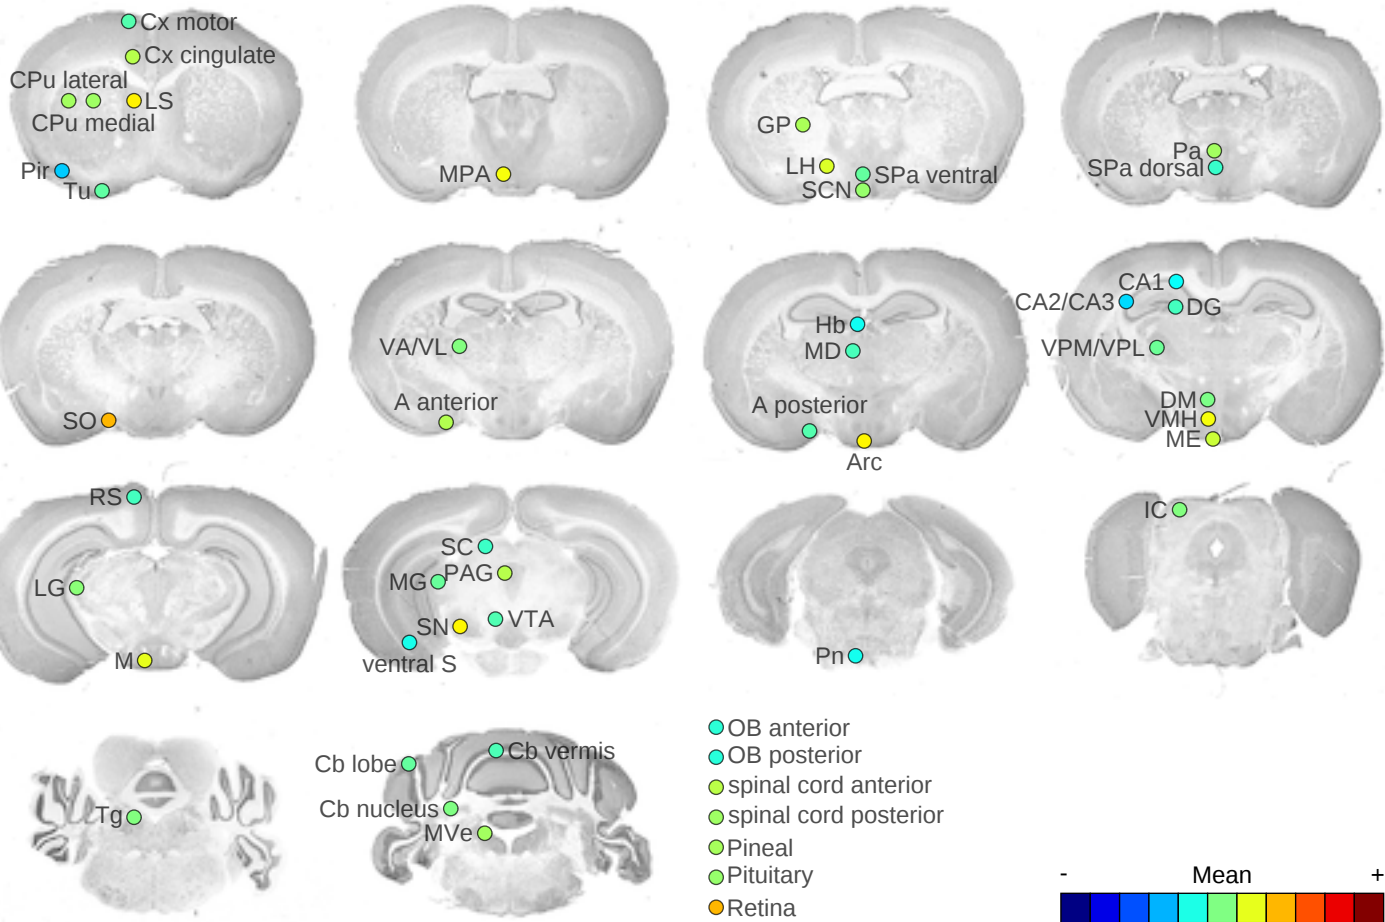 Cx motor
Cx cingulate
CPu lateral
LS
CPu medial
Pir
Tu
MPA
GP
LH
SPa ventral
SCN
Pa
SPa dorsal
SO
VA/VL
A anterior
Hb
MD
A posterior
Arc
CA1
CA2/CA3
DG
VPM/VPL
DM
VMH
ME
RS
LG
M
SC
MG
PAG
SN
VTA
ventral S
Pn
IC
Tg
Cb lobe
Cb vermis
Cb nucleus
MVe
OB anterior
OB posterior
spinal cord anterior
spinal cord posterior
Pineal
Pituitary
Retina
- Mean +